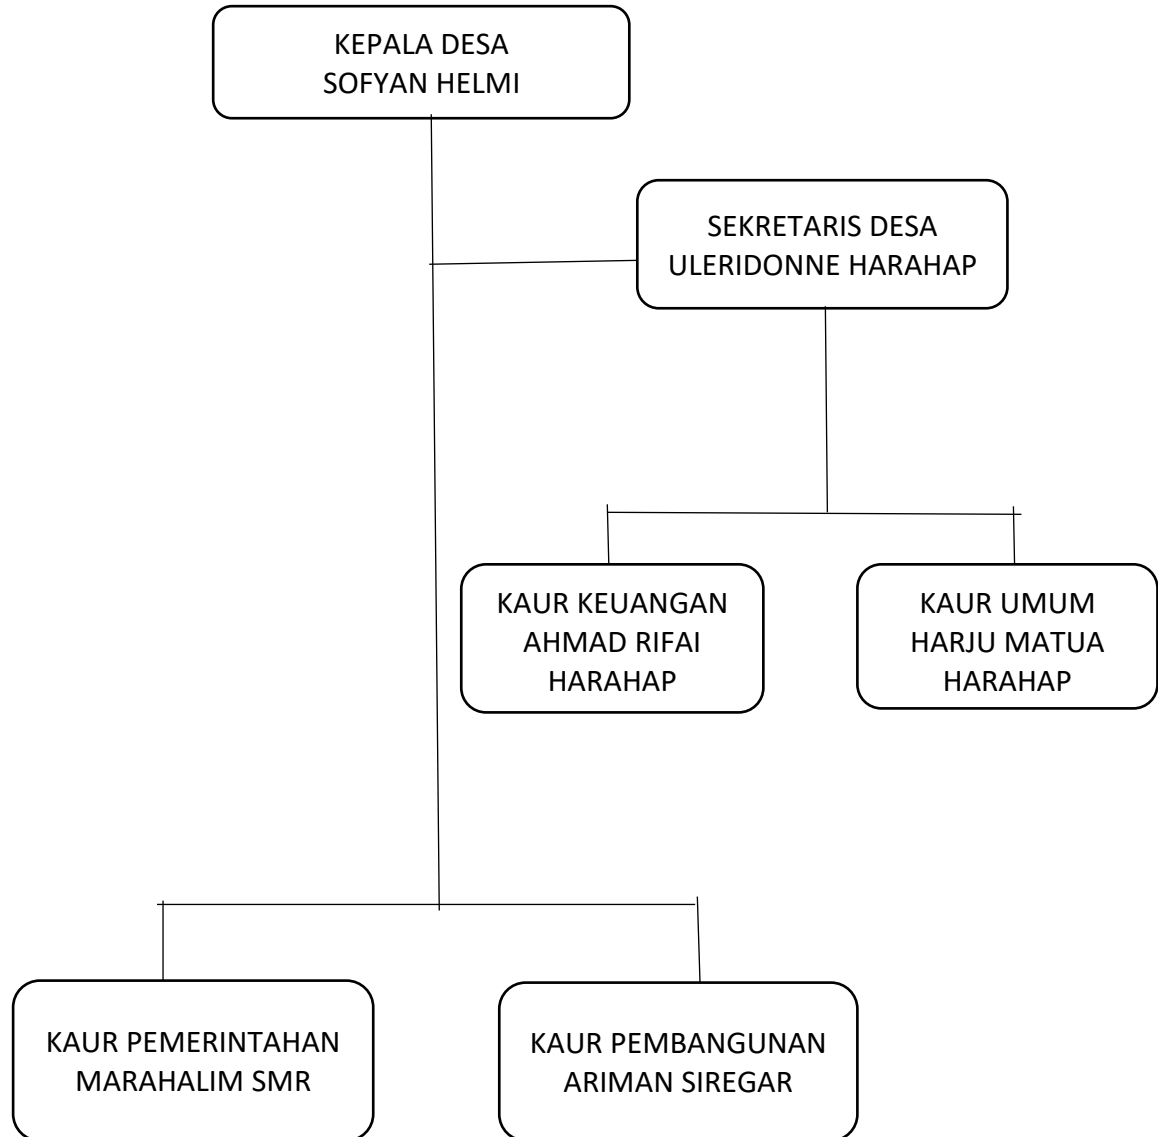 KEPALA DESA
SOFYAN HELMI
SEKRETARIS DESA
ULERIDONNE HARAHAP
KAUR KEUANGAN
AHMAD RIFAI
HARAHAP
KAUR UMUM
HARJU MATUA
HARAHAP
KAUR PEMERINTAHAN
MARAHALIM SMR
KAUR PEMBANGUNAN
ARIMAN SIREGAR